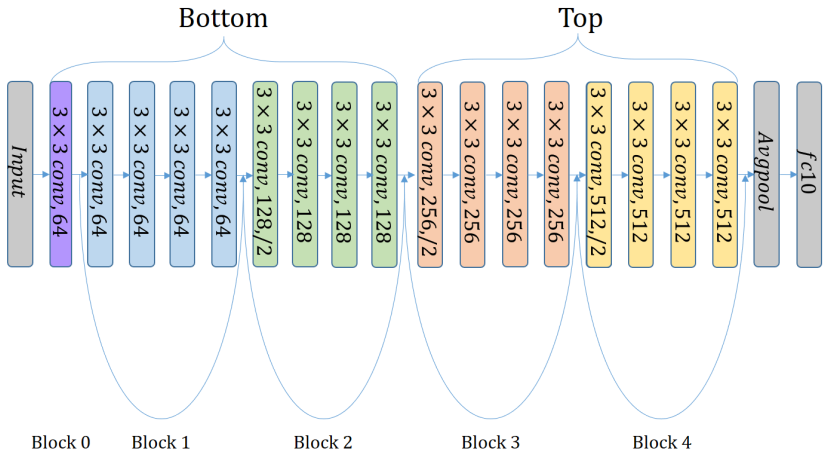 Bottom
Top
Input
3 × 3 conv, 64
3 × 3 conv, 64
3 × 3 conv, 64
3 × 3 conv, 64
3 × 3 conv, 64
3 × 3 conv, 128,/2
3 × 3 conv, 128
3 × 3 conv, 128
3 × 3 conv, 128
3 × 3 conv, 256,/2
3 × 3 conv, 256
3 × 3 conv, 256
3 × 3 conv, 256
3 × 3 conv, 512,/2
3 × 3 conv, 512
3 × 3 conv, 512
3 × 3 conv, 512
Avgpool
fc10
Block 0
Block 1
Block 2
Block 3
Block 4